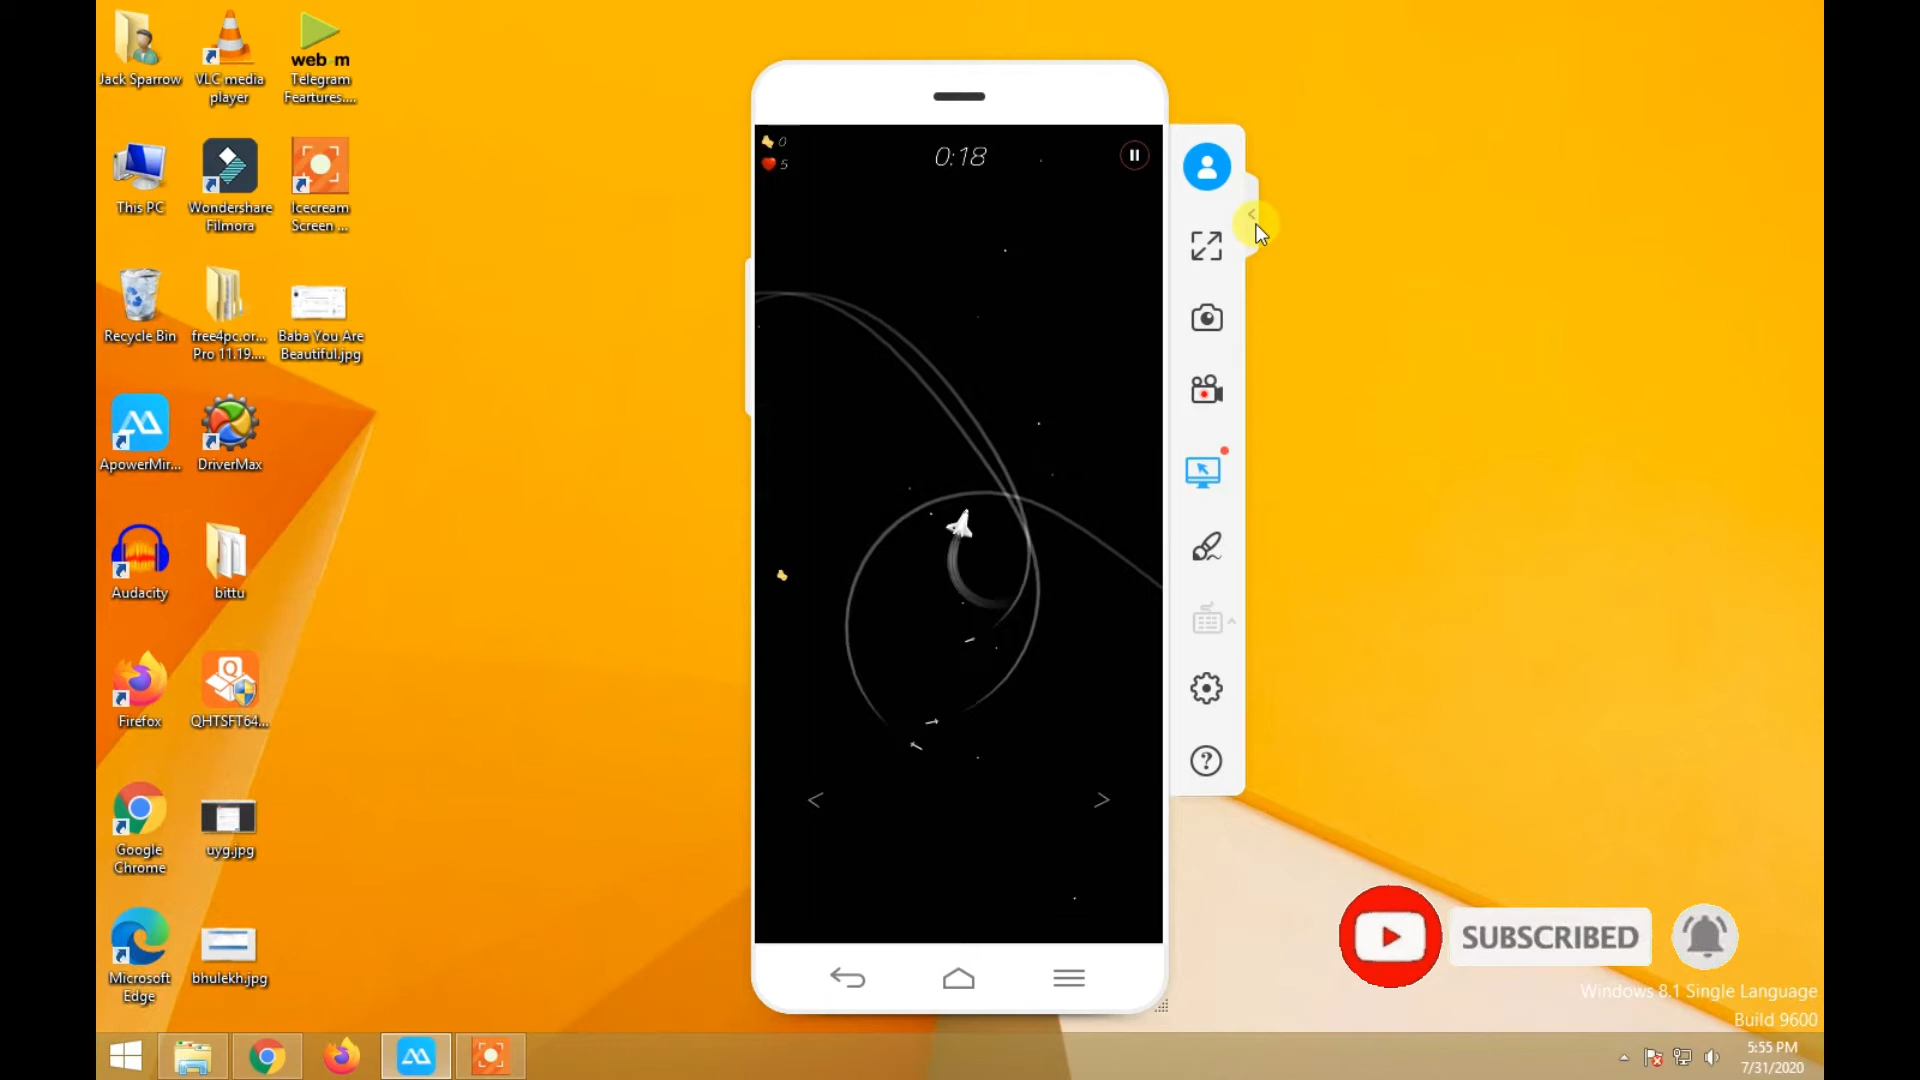 Jack Sparrow
VLC media
player
web m
Telegram
Feartures....
This PC
Wondershare
Filmora
Icecream
Screen ...
Recycle Bin
free4pc.or...
Pro 11.19....
Baba You Are
Beautiful.jpg
ApowerMir...
DriverMax
Audacity
bittu
Firefox
QHTSFT64...
Google
Chrome
uyg.jpg
Microsoft
Edge
bhulekh.jpg
0
5
0:18
SUBSCRIBED
Windows 8.1 Single Language
Build 9600
5:55 PM
7/31/2020